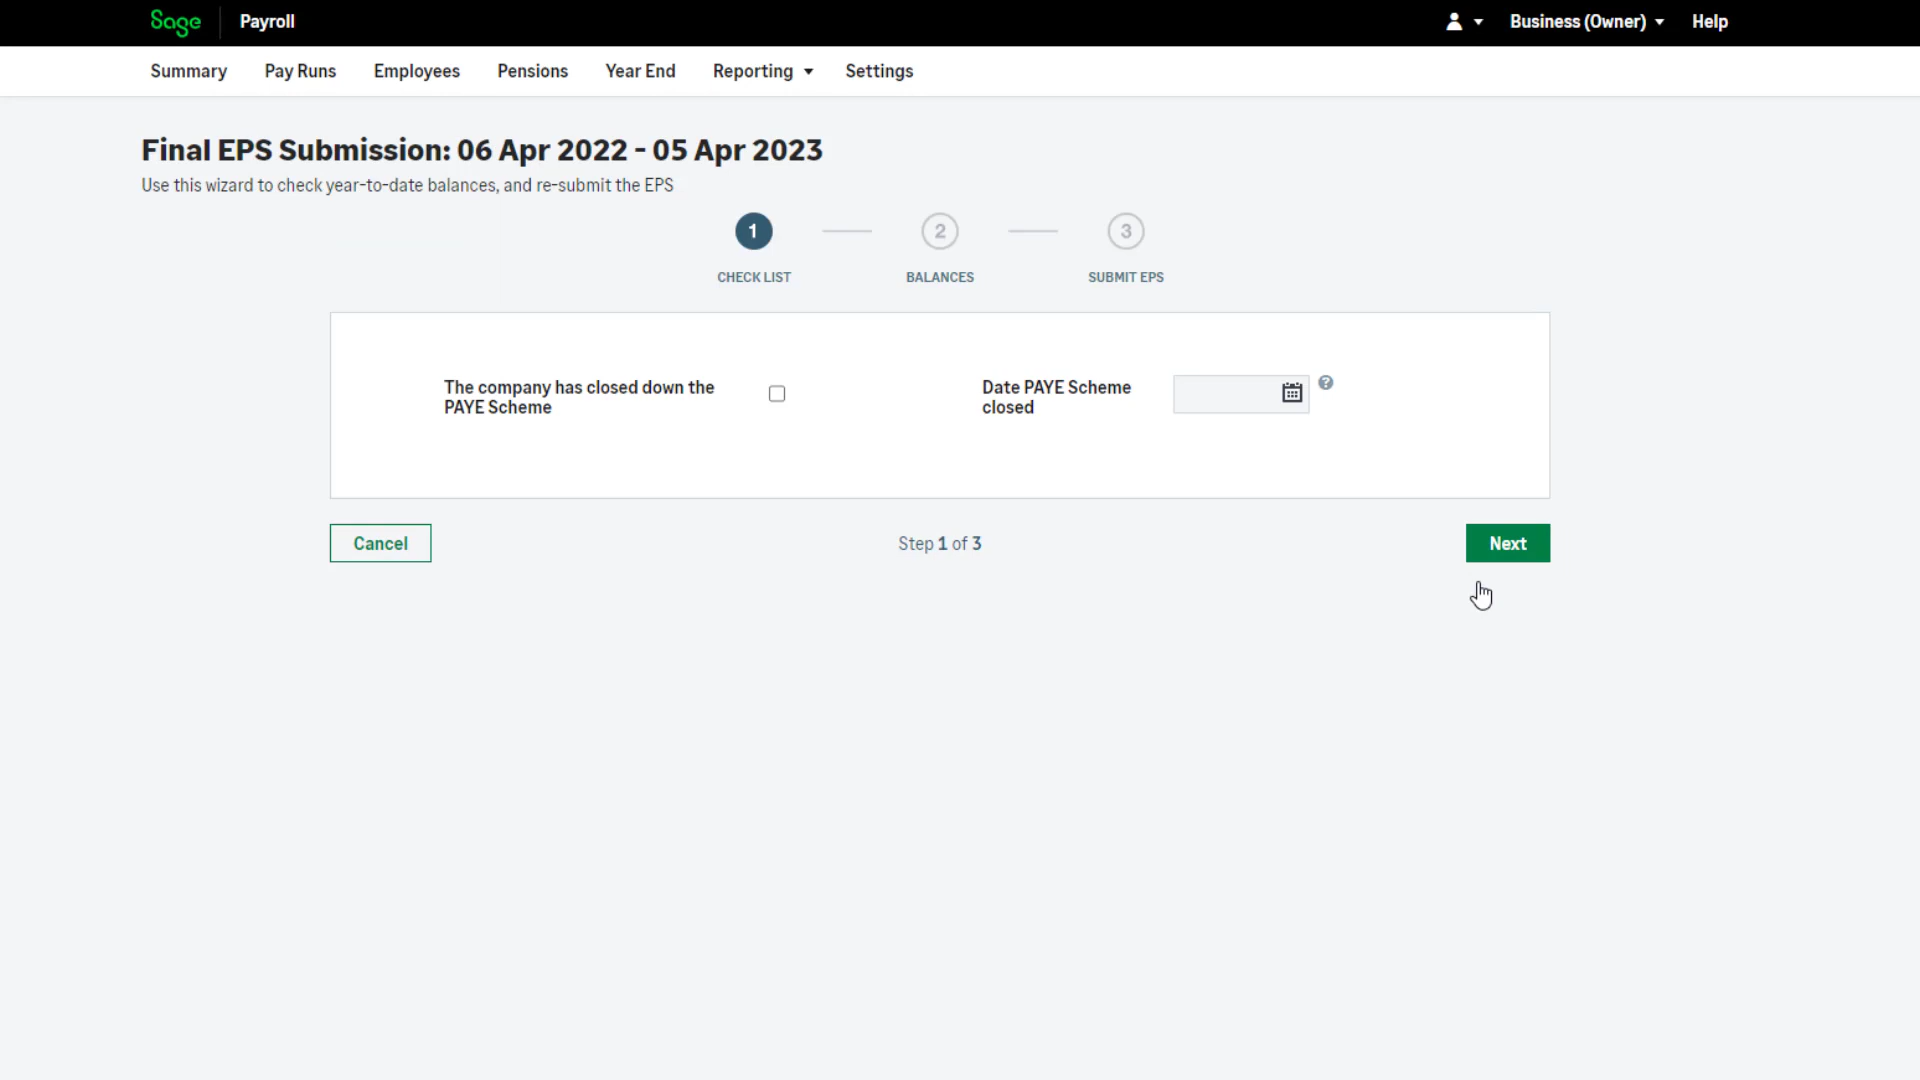 Sage Payroll Business (Owner) Help
Summary Pay Runs Employees Pensions Year End Reporting Settings
Final EPS Submission: 06 Apr 2022 - 05 Apr 2023
Use this wizard to check year-to-date balances, and re-submit the EPS
1 2 3
CHECK LIST BALANCES SUBMIT EPS
The company has closed down the
PAYE Scheme
Date PAYE Scheme
closed
?
Cancel Step 1 of 3 Next